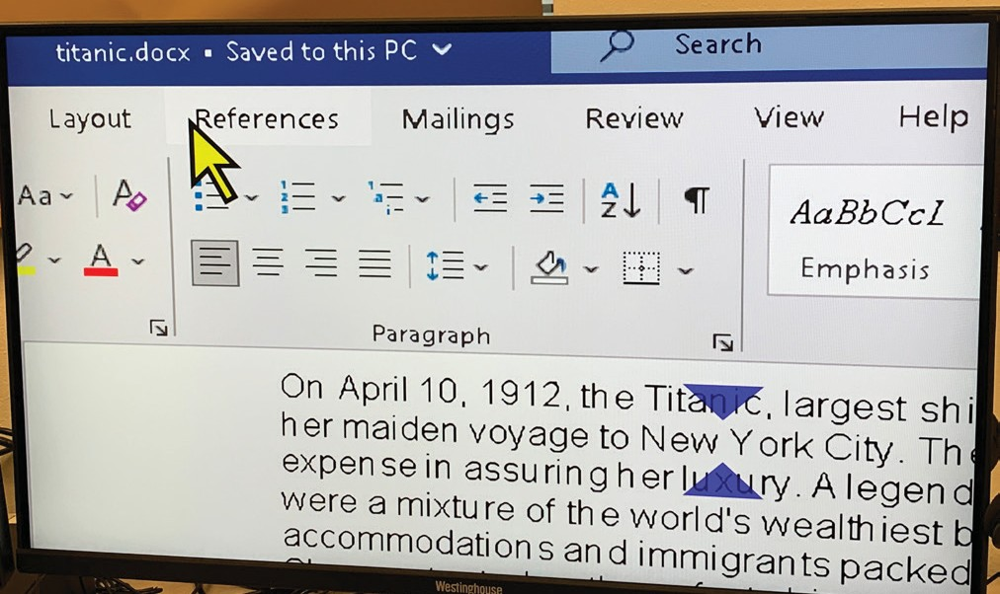 titanic.docx ▪ Saved to this PC
Search
Layout References Mailings Review View Help
Aa A
A Z ¶ AaBbCcL
A Emphasis
Paragraph
On April 10, 1912, the Titanic, largest shi
her maiden voyage to New York City. The
expense in assuring her luxury. A legend
were a mixture of the world's wealthiest b
accommodations and immigrants packed
Westinghouse